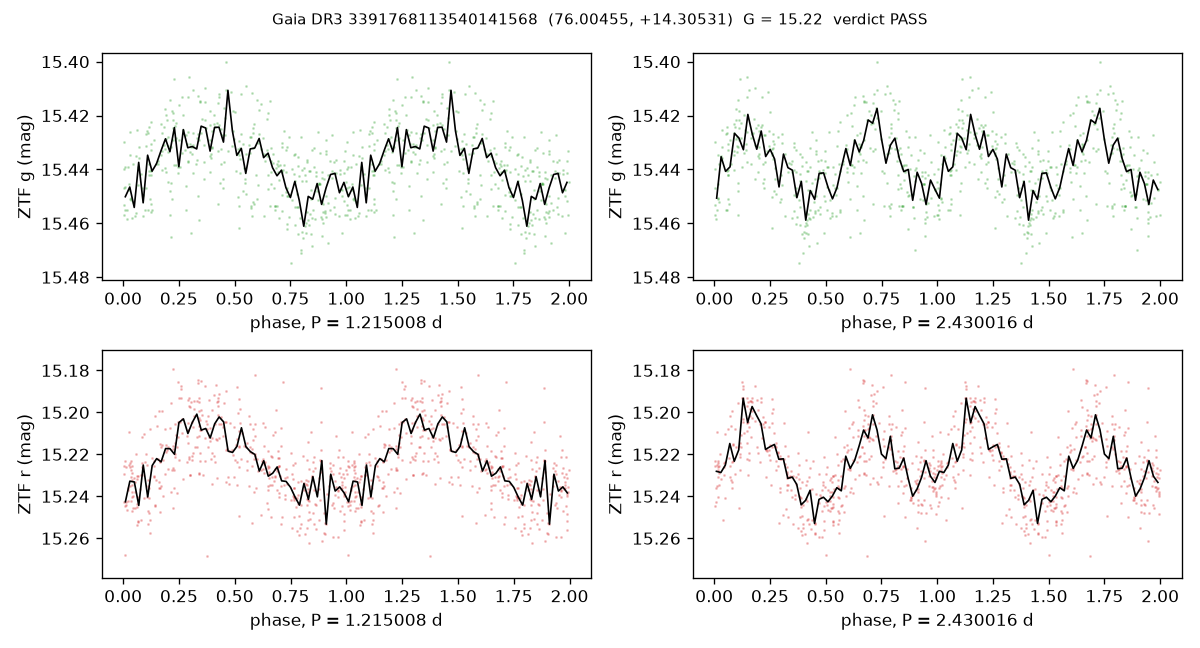 Gaia DR3 3391768113540141568 (76.00455, +14.30531) G = 15.22 verdict PASS
ZTF g (mag)
15.40
15.42
15.44
15.46
15.48
0.00 0.25 0.50 0.75 1.00 1.25 1.50 1.75 2.00
phase, P = 1.215008 d
ZTF g (mag)
15.40
15.42
15.44
15.46
15.48
0.00 0.25 0.50 0.75 1.00 1.25 1.50 1.75 2.00
phase, P = 2.430016 d
ZTF r (mag)
15.18
15.20
15.22
15.24
15.26
0.00 0.25 0.50 0.75 1.00 1.25 1.50 1.75 2.00
phase, P = 1.215008 d
ZTF r (mag)
15.18
15.20
15.22
15.24
15.26
0.00 0.25 0.50 0.75 1.00 1.25 1.50 1.75 2.00
phase, P = 2.430016 d